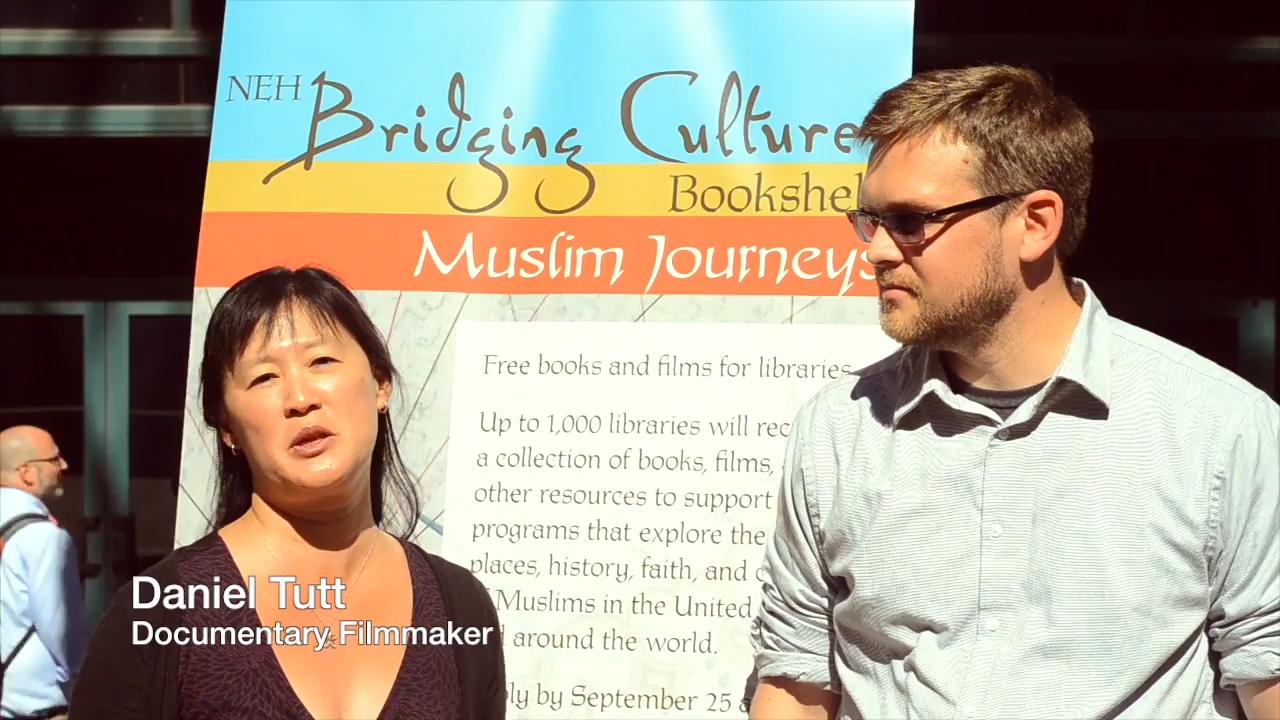 NEH Bridging Culture
Bookshel
Muslim Journeys
Free books and films for libraries
Up to 1,000 libraries will rec
a collection of books, films,
other resources to support
programs that explore the
places, history, faith, and c
Muslims in the United
around the world.
ly by September 25 a
Daniel Tutt
Documentary Filmmaker